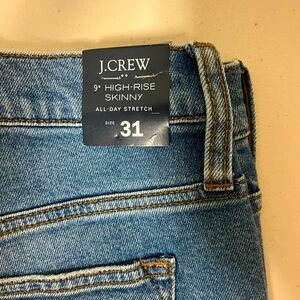 J.CREW
9" HIGH-RISE
SKINNY
ALL-DAY STRETCH
SIZE 31